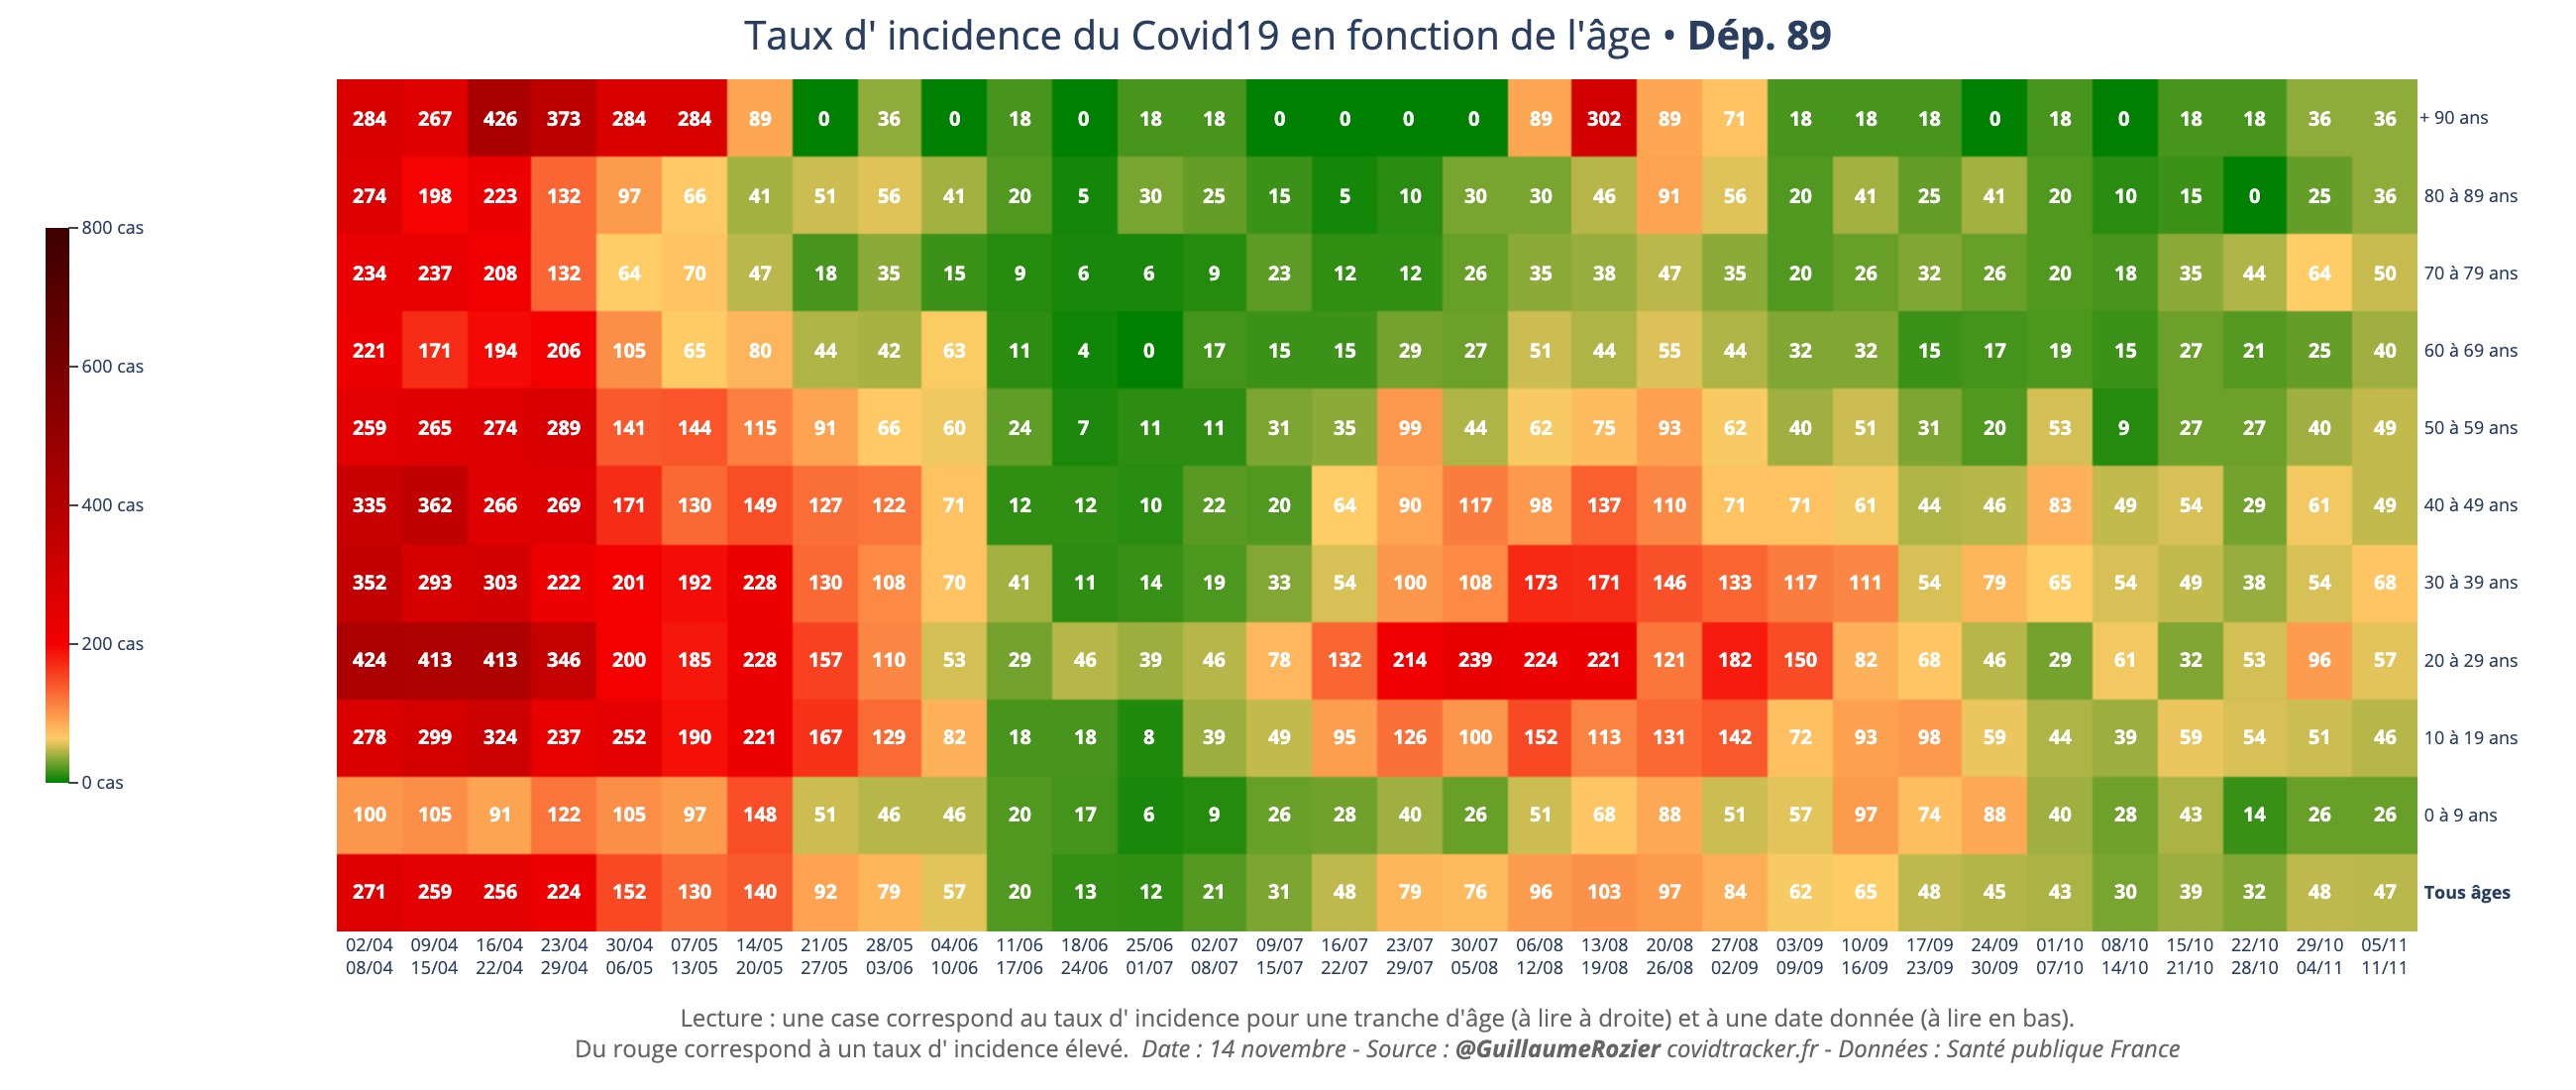 Taux d' incidence du Covid19 en fonction de l'âge • Dép. 89
800 cas
600 cas
400 cas
200 cas
0 cas
284 267 426 373 284 284 89 0 36 0 18 0 18 18 0 0 0 0 89 302 89 71 18 18 18 0 18 0 18 18 36 36 + 90 ans
274 198 223 132 97 66 41 51 56 41 20 5 30 25 15 5 10 30 30 46 91 56 20 41 25 41 20 10 15 0 25 36 80 à 89 ans
234 237 208 132 64 70 47 18 35 15 9 6 6 9 23 12 12 26 35 38 47 35 20 26 32 26 20 18 35 44 64 50 70 à 79 ans
221 171 194 206 105 65 80 44 42 63 11 4 0 17 15 15 29 27 51 44 55 44 32 32 15 17 19 15 27 21 25 40 60 à 69 ans
259 265 274 289 141 144 115 91 66 60 24 7 11 11 31 35 99 44 62 75 93 62 40 51 31 20 53 9 27 27 40 49 50 à 59 ans
335 362 266 269 171 130 149 127 122 71 12 12 10 22 20 64 90 117 98 137 110 71 71 61 44 46 83 49 54 29 61 49 40 à 49 ans
352 293 303 222 201 192 228 130 108 70 41 11 14 19 33 54 100 108 173 171 146 133 117 111 54 79 65 54 49 38 54 68 30 à 39 ans
424 413 413 346 200 185 228 157 110 53 29 46 39 46 78 132 214 239 224 221 121 182 150 82 68 46 29 61 32 53 96 57 20 à 29 ans
278 299 324 237 252 190 221 167 129 82 18 18 8 39 49 95 126 100 152 113 131 142 72 93 98 59 44 39 59 54 51 46 10 à 19 ans
100 105 91 122 105 97 148 51 46 46 20 17 6 9 26 28 40 26 51 68 88 51 57 97 74 88 40 28 43 14 26 26 0 à 9 ans
271 259 256 224 152 130 140 92 79 57 20 13 12 21 31 48 79 76 96 103 97 84 62 65 48 45 43 30 39 32 48 47 Tous âges
02/04 09/04 16/04 23/04 30/04 07/05 14/05 21/05 28/05 04/06 11/06 18/06 25/06 02/07 09/07 16/07 23/07 30/07 06/08 13/08 20/08 27/08 03/09 10/09 17/09 24/09 01/10 08/10 15/10 22/10 29/10 05/11
08/04 15/04 22/04 29/04 06/05 13/05 20/05 27/05 03/06 10/06 17/06 24/06 01/07 08/07 15/07 22/07 29/07 05/08 12/08 19/08 26/08 02/09 09/09 16/09 23/09 30/09 07/10 14/10 21/10 28/10 04/11 11/11
Lecture : une case correspond au taux d' incidence pour une tranche d'âge (à lire à droite) et à une date donnée (à lire en bas).
Du rouge correspond à un taux d' incidence élevé. Date : 14 novembre - Source : @GuillaumeRozier covidtracker.fr - Données : Santé publique France